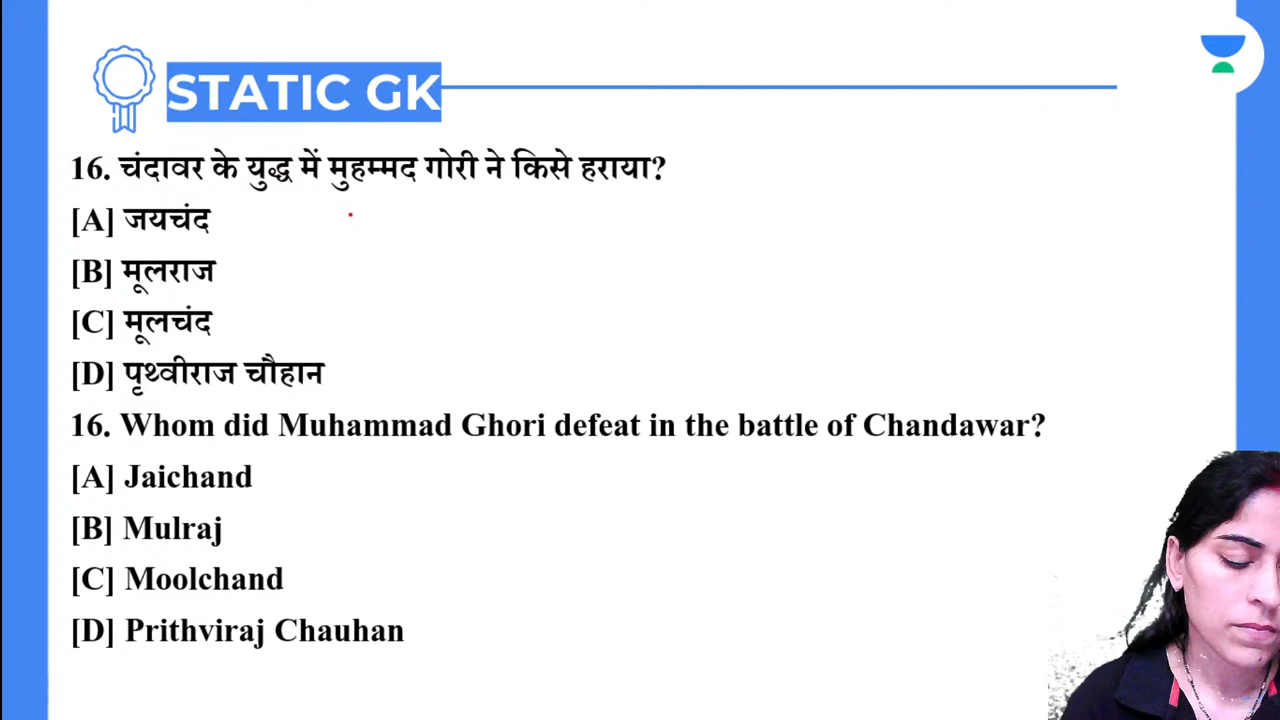 STATIC GK
16. चंदावर के युद्ध में मुहम्मद गोरी ने किसे हराया?
[A] जयचंद
[B] मूलराज
[C] मूलचंद
[D] पृथ्वीराज चौहान
16. Whom did Muhammad Ghori defeat in the battle of Chandawar?
[A] Jaichand
[B] Mulraj
[C] Moolchand
[D] Prithviraj Chauhan